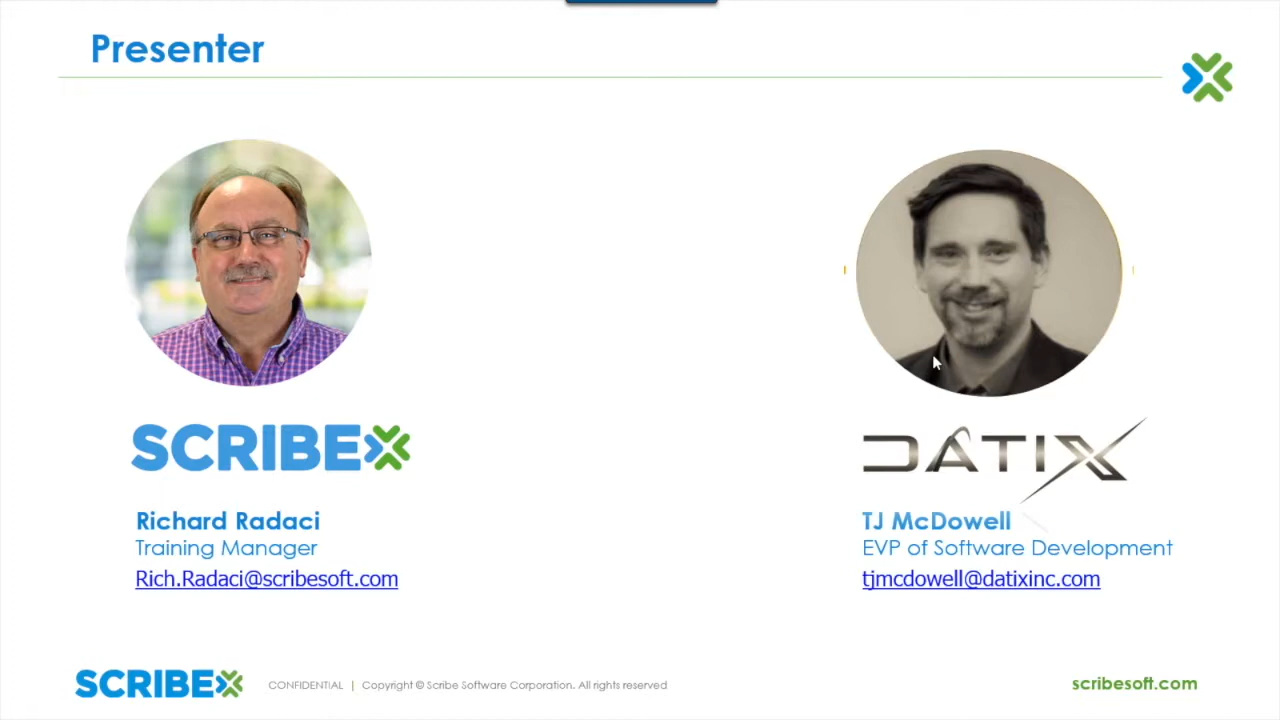 Presenter
SCRIBE
Richard Radaci
Training Manager
Rich.Radaci@scribesoft.com
DATIX
TJ McDowell
EVP of Software Development
tjmcdowell@datixinc.com
SCRIBE
CONFIDENTIAL | Copyright © Scribe Software Corporation. All rights reserved
scribesoft.com